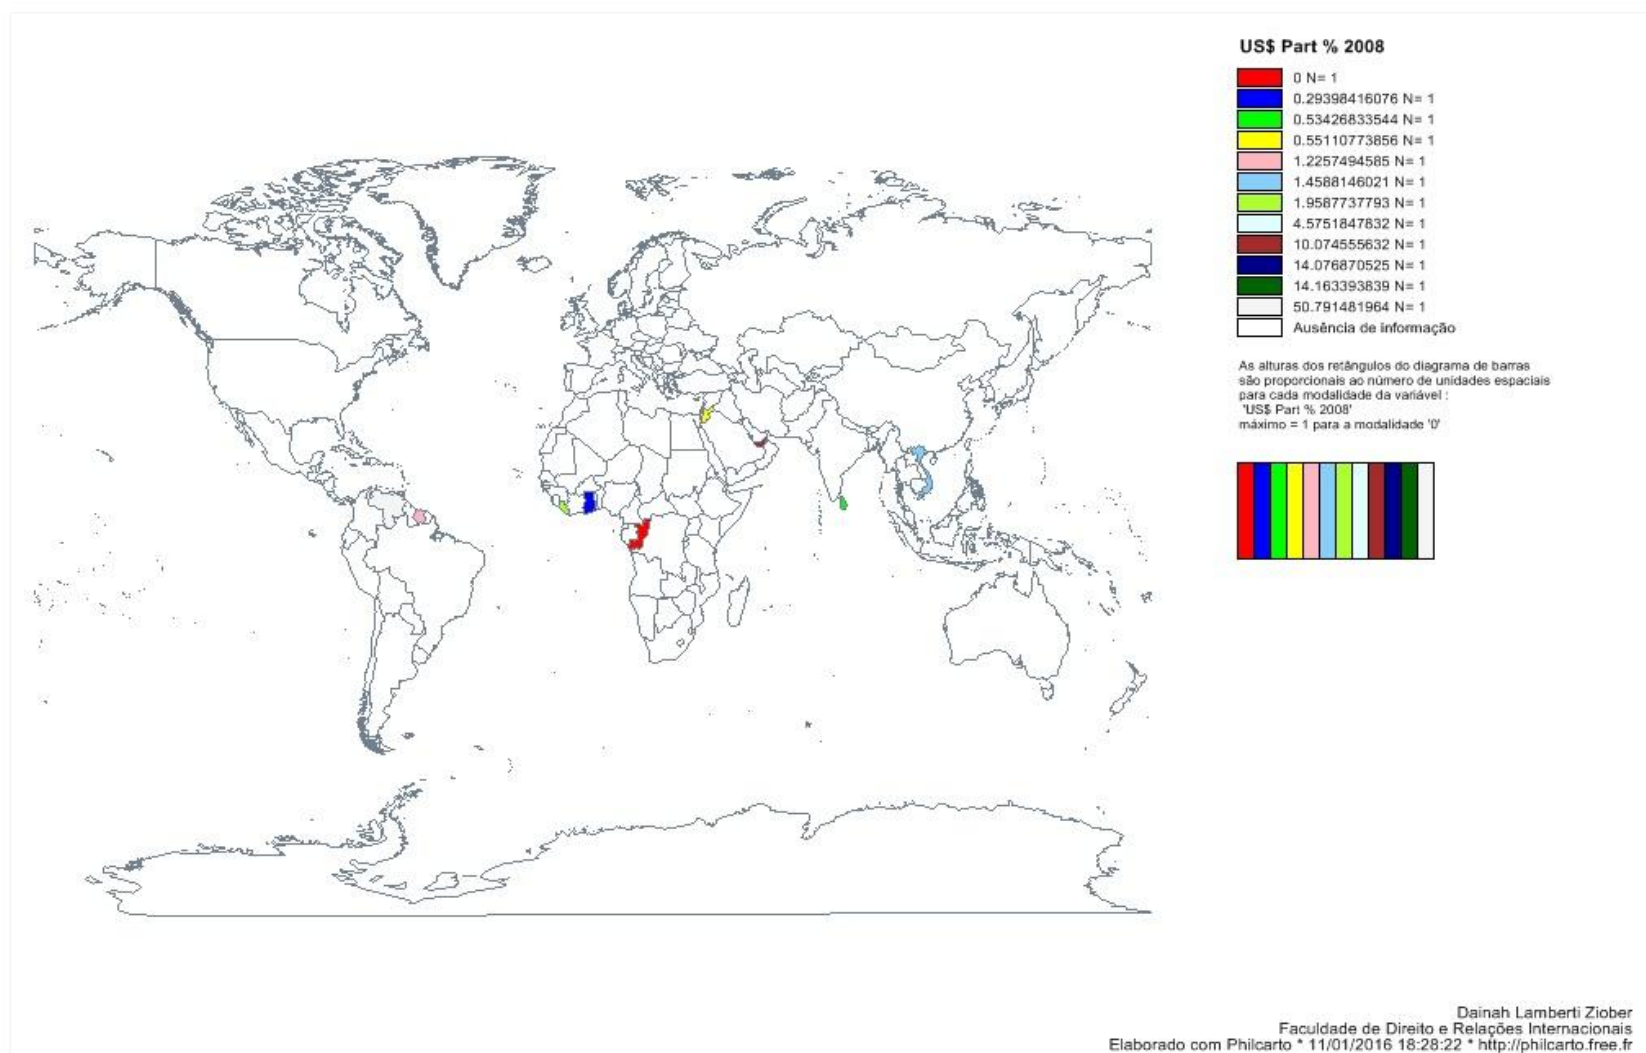 US$ Part % 2008
0 N= 1
0.29398416076 N= 1
0.53426833544 N= 1
0.55110773856 N= 1
1.2257494585 N= 1
1.4588146021 N= 1
1.9587737793 N= 1
4.5751847832 N= 1
10.074555632 N= 1
14.076870525 N= 1
14.163393839 N= 1
50.791481964 N= 1
Ausência de informação
As alturas dos retângulos do diagrama de barras
são proporcionais ao número de unidades espaciais
para cada modalidade da variável :
'US$ Part % 2008'
máximo = 1 para a modalidade '0'
Dainah Lamberti Ziober
Faculdade de Direito e Relações Internacionais
Elaborado com Philcarto * 11/01/2016 18:28:22 * http://philcarto.free.fr